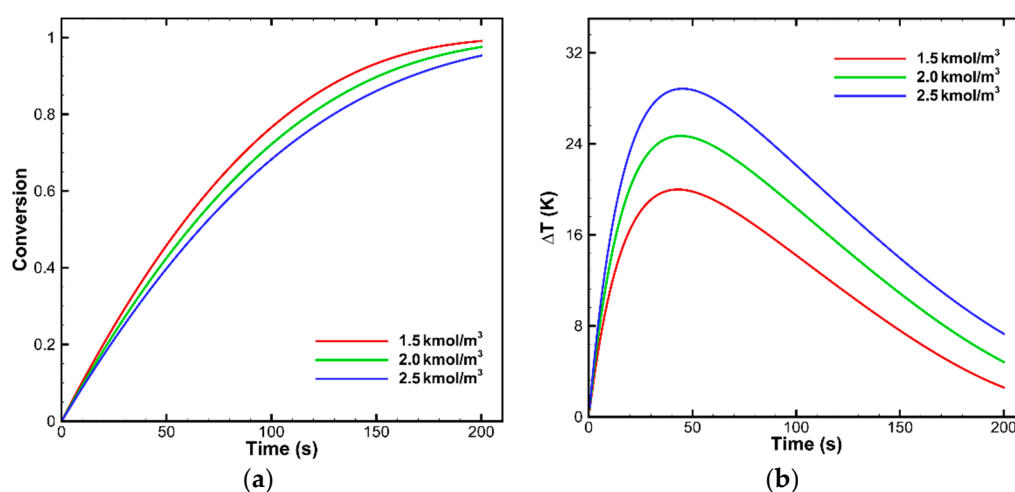 1
0.8
0.6
0.4
0.2
0
Conversion
0 50 100 150 200
Time (s)
1.5 kmol/m³
2.0 kmol/m³
2.5 kmol/m³
(a)
32
24
16
8
0
ΔT (K)
0 50 100 150 200
Time (s)
1.5 kmol/m³
2.0 kmol/m³
2.5 kmol/m³
(b)